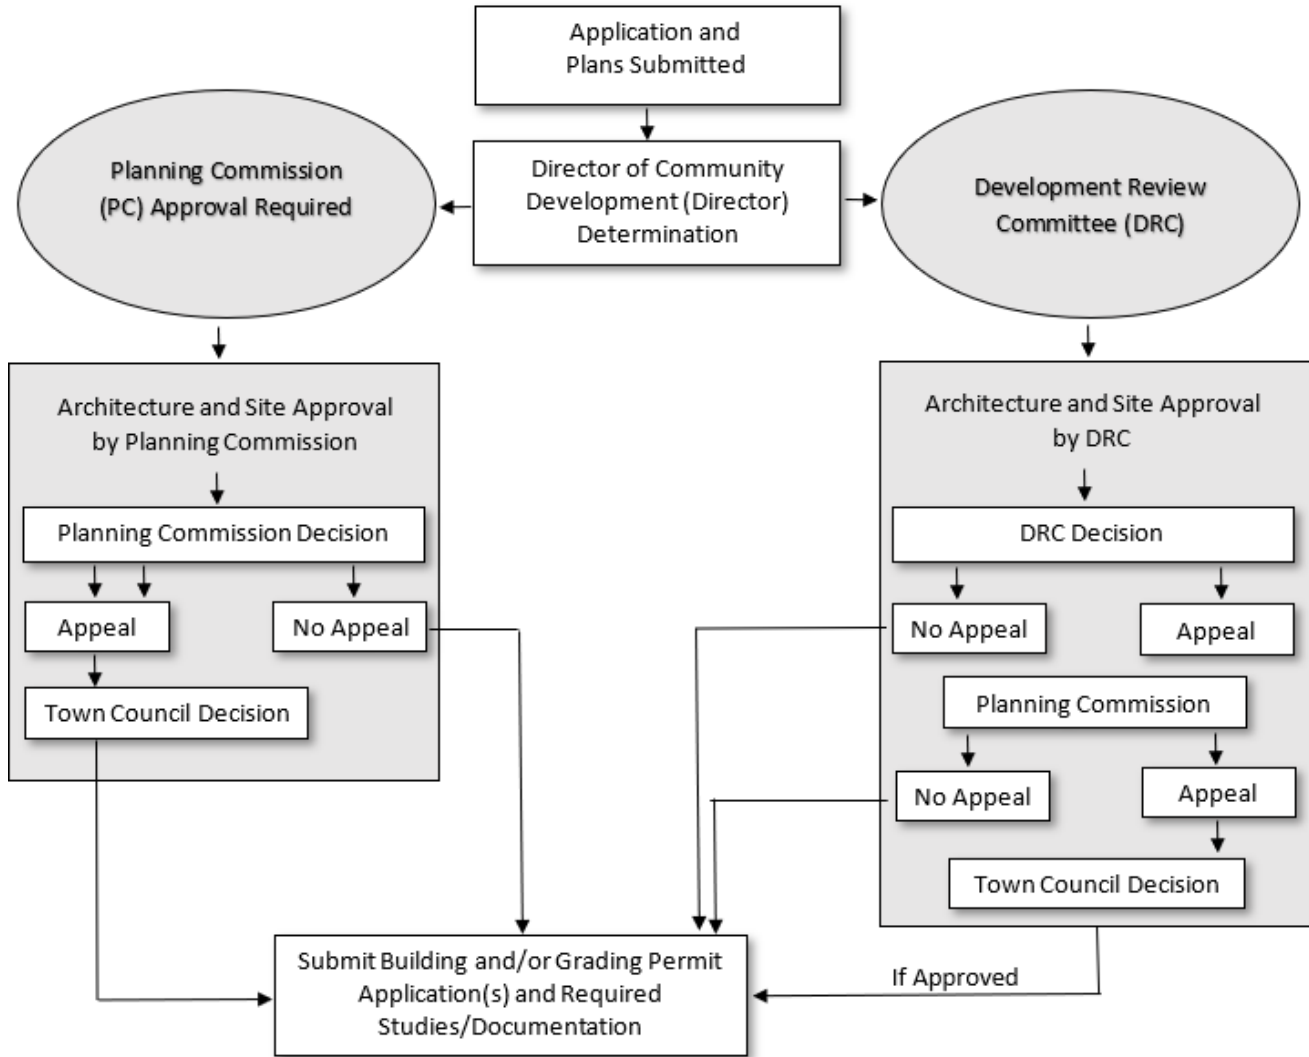 Application and
Plans Submitted
Planning Commission
(PC) Approval Required
Director of Community
Development (Director)
Determination
Development Review
Committee (DRC)
Architecture and Site Approval
by Planning Commission
Planning Commission Decision
Appeal
No Appeal
Town Council Decision
Architecture and Site Approval
by DRC
DRC Decision
No Appeal
Appeal
Planning Commission
No Appeal
Appeal
Town Council Decision
If Approved
Submit Building and/or Grading Permit
Application(s) and Required
Studies/Documentation